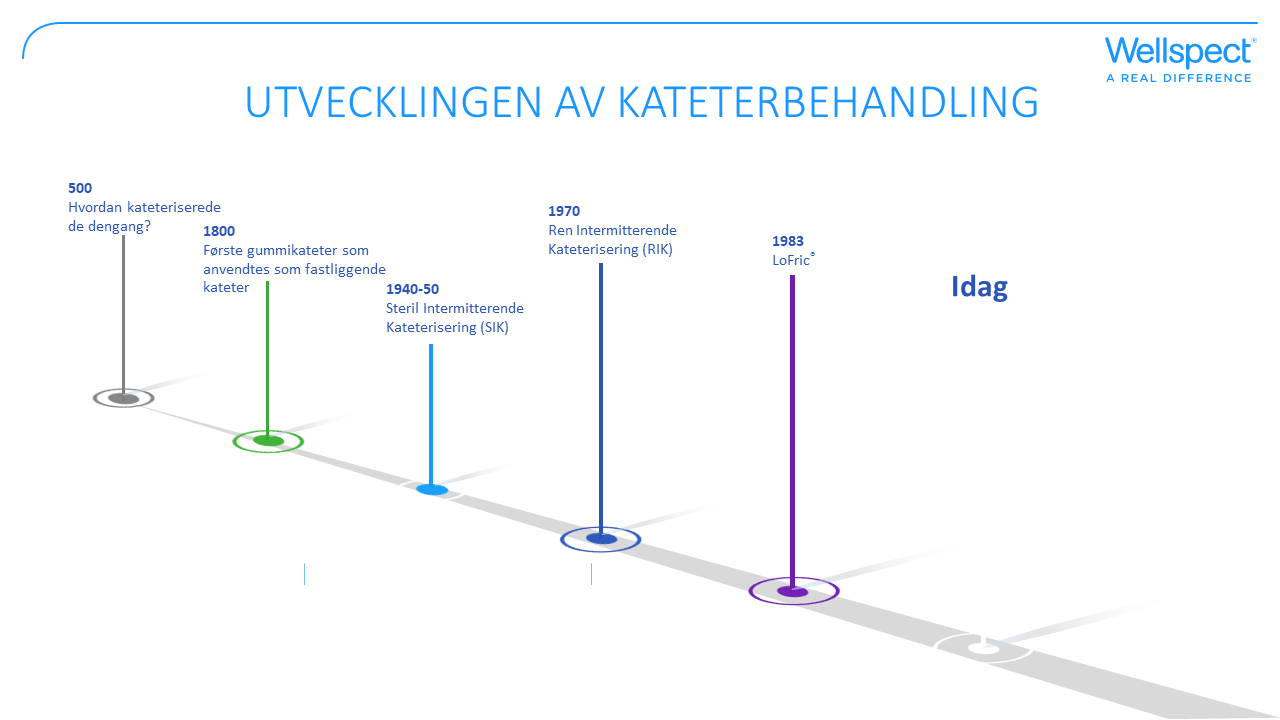 Wellspect®
A REAL DIFFERENCE
UTVECKLINGEN AV KATETERBEHANDLING
500
Hvordan kateteriserede
de dengang?
1800
Første gummikateter som
anvendtes som fastliggende
kateter
1940-50
Steril Intermitterende
Kateterisering (SIK)
1970
Ren Intermitterende
Kateterisering (RIK)
1983
LoFric®
Idag